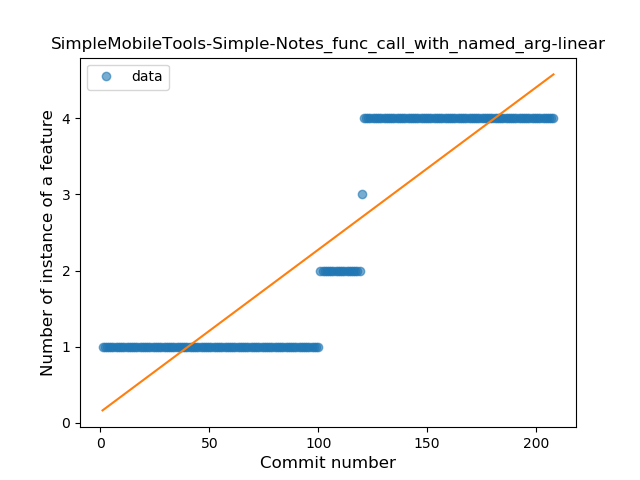 SimpleMobileTools-Simple-Notes_func_call_with_named_arg-linear
data
Number of instance of a feature
4
3
2
1
0
0 50 100 150 200
Commit number